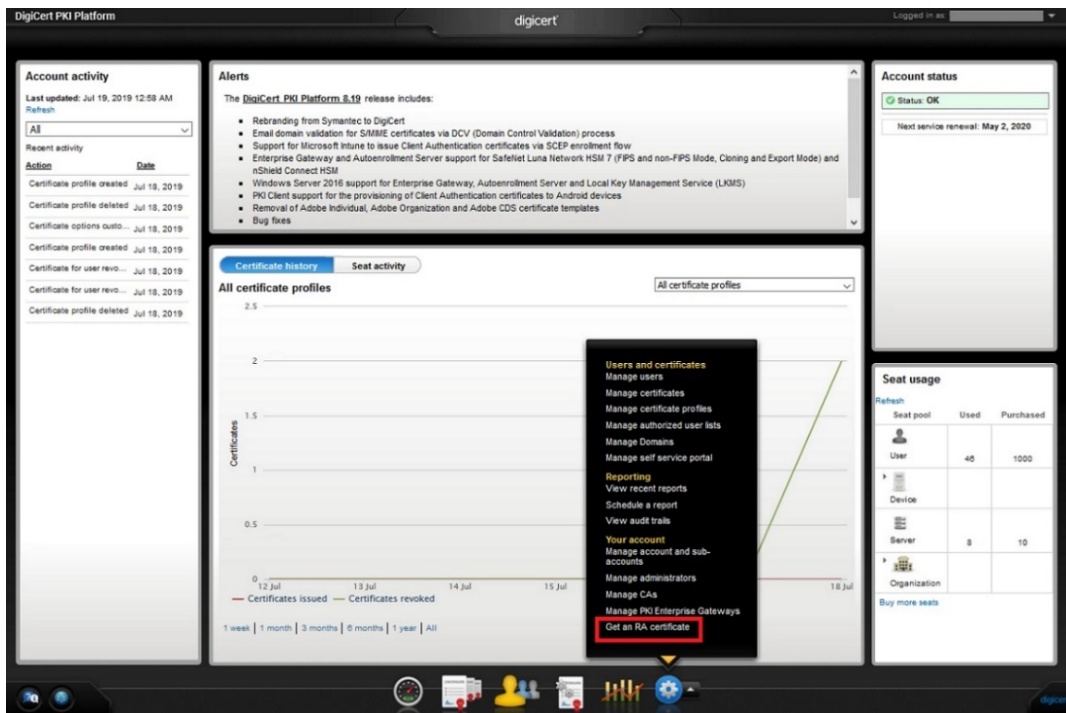 DigiCert PKI Platform
digicert
Logged in as:
Account activity
Last updated: Jul 19, 2019 12:58 AM
Refresh
All
Recent activity
Action Date
Certificate profile created Jul 18, 2019
Certificate profile deleted Jul 18, 2019
Certificate options custo... Jul 18, 2019
Certificate profile created Jul 18, 2019
Certificate for user revo... Jul 18, 2019
Certificate for user revo... Jul 18, 2019
Certificate profile deleted Jul 18, 2019
Alerts
The DigiCert PKI Platform 8.19 release includes:
Rebranding from Symantec to DigiCert
Email domain validation for S/MIME certificates via DCV (Domain Control Validation) process
Support for Microsoft Intune to issue Client Authentication certificates via SCEP enrollment flow
Enterprise Gateway and Autoenrollment Server support for SafeNet Luna Network HSM 7 (FIPS and non-FIPS Mode, Cloning and Export Mode) and
nShield Connect HSM
Windows Server 2016 support for Enterprise Gateway, Autoenrollment Server and Local Key Management Service (LKMS)
PKI Client support for the provisioning of Client Authentication certificates to Android devices
Removal of Adobe Individual, Adobe Organization and Adobe CDS certificate templates
Bug fixes
Certificate history Seat activity
All certificate profiles
All certificate profiles
2.5
2
1.5
1
0.5
0
Certificates
12 Jul 13 Jul 14 Jul 15 Jul 18 Jul
Certificates issued Certificates revoked
1 week | 1 month | 3 months | 6 months | 1 year | All
Users and certificates
Manage users
Manage certificates
Manage certificate profiles
Manage authorized user lists
Manage Domains
Manage self service portal
Reporting
View recent reports
Schedule a report
View audit trails
Your account
Manage account and sub-
accounts
Manage administrators
Manage CAs
Manage PKI Enterprise Gateways
Get an RA certificate
Account status
Status: OK
Next service renewal: May 2, 2020
Seat usage
Refresh
Seat pool Used Purchased
User 46 1000
Device
Server 8 10
Organization
Buy more seats